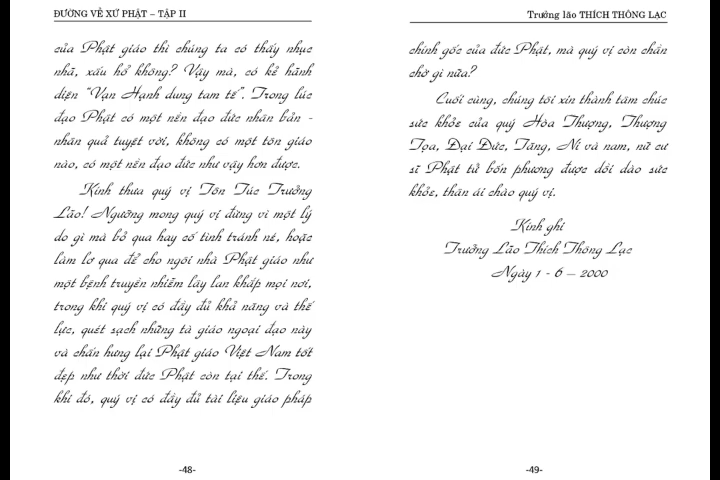 ĐƯỜNG VỀ XỨ PHẬT – TẬP II
của Phật giáo thì chúng ta có thấy nhục
nhã, xấu hổ không? Vậy mà, có kẻ hãnh
diện “Vạn Hạnh dung tam tế”. Trong lúc
đạo Phật có một nền đạo đức nhân bản -
nhân quả tuyệt vời, không có một tôn giáo
nào, có một nền đạo đức như vậy hơn được.
Kính thưa quý vị Tôn Túc Trưởng
Lão! Ngưỡng mong quý vị đừng vì một lý
do gì mà bỏ qua hay cố tình tránh né, hoặc
làm lơ qua để cho ngôi nhà Phật giáo như
một bệnh truyền nhiễm lây lan khắp mọi nơi,
trong khi quý vị có đầy đủ khả năng và thế
lực, quét sạch những tà giáo ngoại đạo này
và chấn hưng lại Phật giáo Việt Nam tốt
đẹp như thời đức Phật còn tại thế. Trong
khi đó, quý vị có đầy đủ tài liệu giáo pháp
-48-
Trưởng lão THÍCH THÔNG LẠC
chính gốc của đức Phật, mà quý vị còn chần
chờ gì nữa?
Cuối cùng, chúng tôi xin thành tâm chúc
sức khỏe của quý Hòa Thượng, Thượng
Tọa, Đại Đức, Tăng, Ni và nam, nữ cư
sĩ Phật tử bốn phương được dồi dào sức
khỏe, thân ái chào quý vị.
Kính ghi
Trưởng Lão Thích Thông Lạc
Ngày 1 - 6 – 2000
-49-